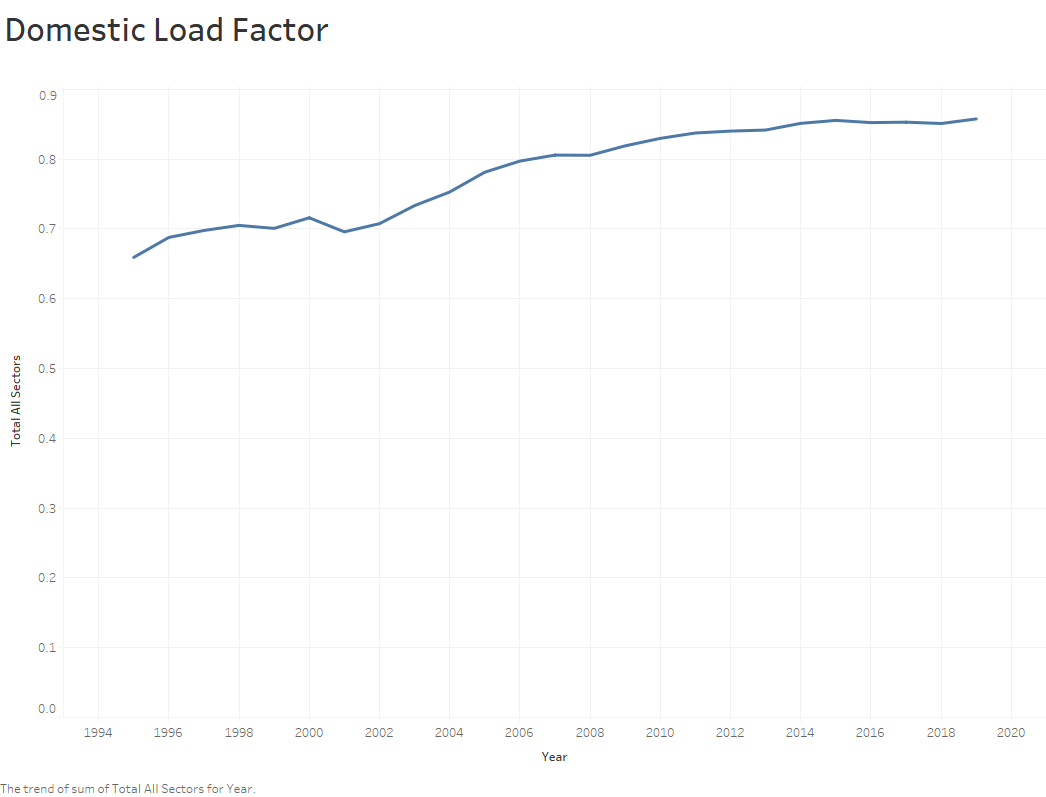 Domestic Load Factor
0.9
0.8
0.7
0.6
0.5
0.4
0.3
0.2
0.1
0.0
Total All Sectors
1994 1996 1998 2000 2002 2004 2006 2008 2010 2012 2014 2016 2018 2020
Year
The trend of sum of Total All Sectors for Year.